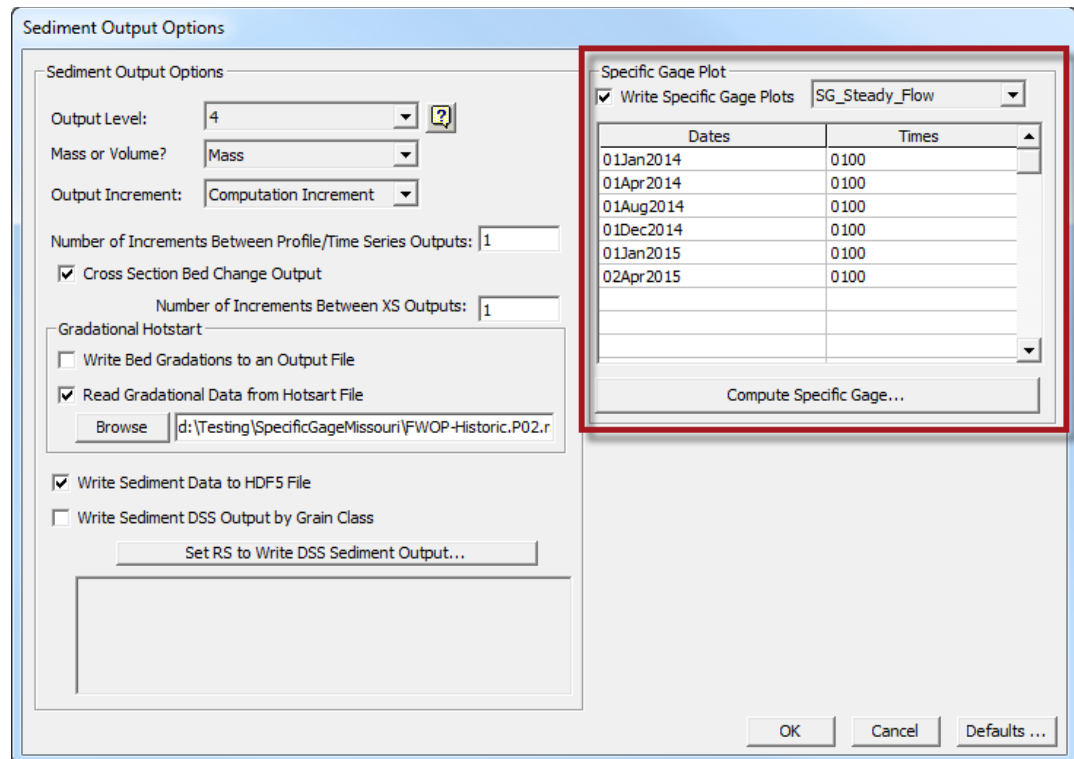 Sediment Output Options
Sediment Output Options
Output Level:
4
Mass or Volume?
Mass
Output Increment:
Computation Increment
Number of Increments Between Profile/Time Series Outputs:
1
Cross Section Bed Change Output
Number of Increments Between XS Outputs:
1
Gradational Hotstart
Write Bed Gradations to an Output File
Read Gradational Data from Hotsart File
Browse
d:\Testing\SpecificGageMissouri\FWOP-Historic.P02.r
Write Sediment Data to HDF5 File
Write Sediment DSS Output by Grain Class
Set RS to Write DSS Sediment Output...
Specific Gage Plot
Write Specific Gage Plots
SG_Steady_Flow
Dates Times
01Jan2014 0100
01Apr2014 0100
01Aug2014 0100
01Dec2014 0100
01Jan2015 0100
02Apr2015 0100
Compute Specific Gage...
OK Cancel Defaults ...